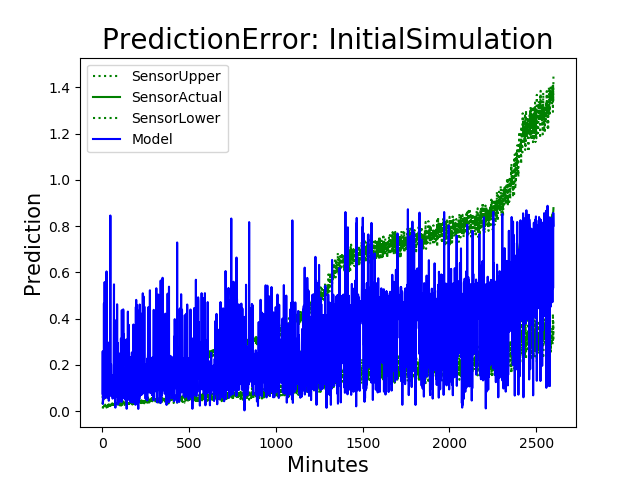 PredictionError: InitialSimulation
SensorUpper
SensorActual
SensorLower
Model
Prediction
1.4
1.2
1.0
0.8
0.6
0.4
0.2
0.0
0
500
1000
1500
2000
2500
Minutes